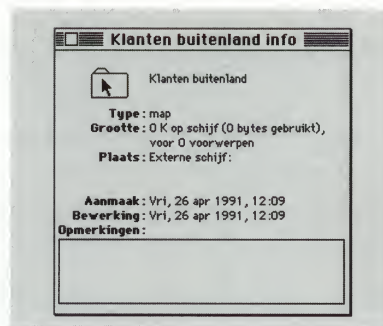 Klanten buitenland info
Klanten buitenland
Type: map
Grootte: 0 K op schijf (0 bytes gebruikt),
voor 0 voorwerpen
Plaats: Externe schijf:
Aanmaak: Vri, 26 apr 1991, 12:09
Bewerking: Vri, 26 apr 1991, 12:09
Opmerkingen: